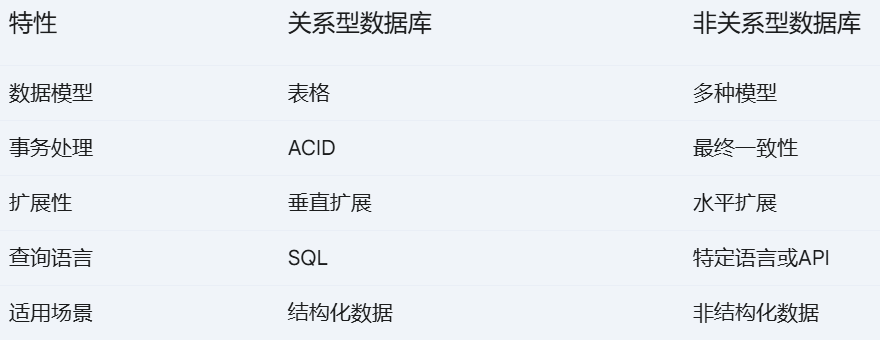 特性 关系型数据库 非关系型数据库
数据模型 表格 多种模型
事务处理 ACID 最终一致性
扩展性 垂直扩展 水平扩展
查询语言 SQL 特定语言或API
适用场景 结构化数据 非结构化数据